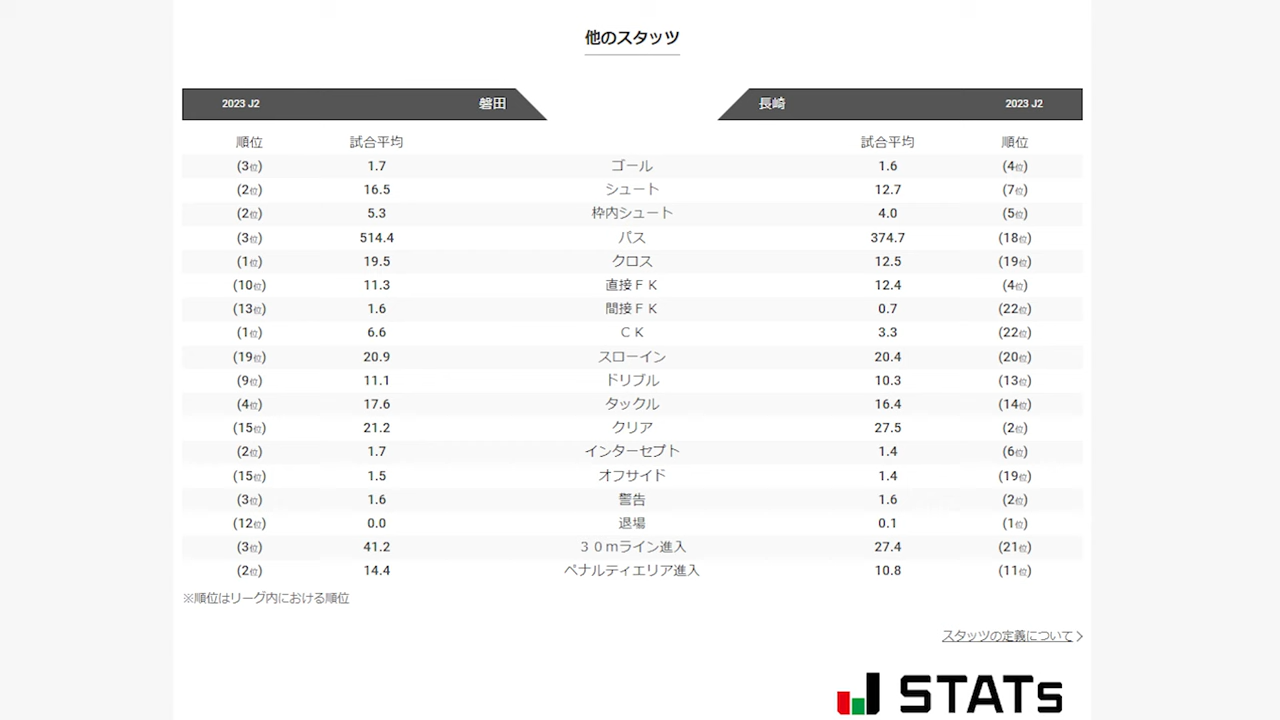 他のスタッツ
2023 J2 磐田 長崎 2023 J2
順位 試合平均 試合平均 順位
(3位) 1.7 ゴール 1.6 (4位)
(2位) 16.5 シュート 12.7 (7位)
(2位) 5.3 枠内シュート 4.0 (5位)
(3位) 514.4 パス 374.7 (18位)
(1位) 19.5 クロス 12.5 (19位)
(10位) 11.3 直接ＦＫ 12.4 (4位)
(13位) 1.6 間接ＦＫ 0.7 (22位)
(1位) 6.6 ＣＫ 3.3 (22位)
(19位) 20.9 スローイン 20.4 (20位)
(9位) 11.1 ドリブル 10.3 (13位)
(4位) 17.6 タックル 16.4 (14位)
(15位) 21.2 クリア 27.5 (2位)
(2位) 1.7 インターセプト 1.4 (6位)
(15位) 1.5 オフサイド 1.4 (19位)
(3位) 1.6 警告 1.6 (2位)
(12位) 0.0 退場 0.1 (1位)
(3位) 41.2 ３０ｍライン進入 27.4 (21位)
(2位) 14.4 ペナルティエリア進入 10.8 (11位)
※順位はリーグ内における順位
スタッツの定義について
J STATS